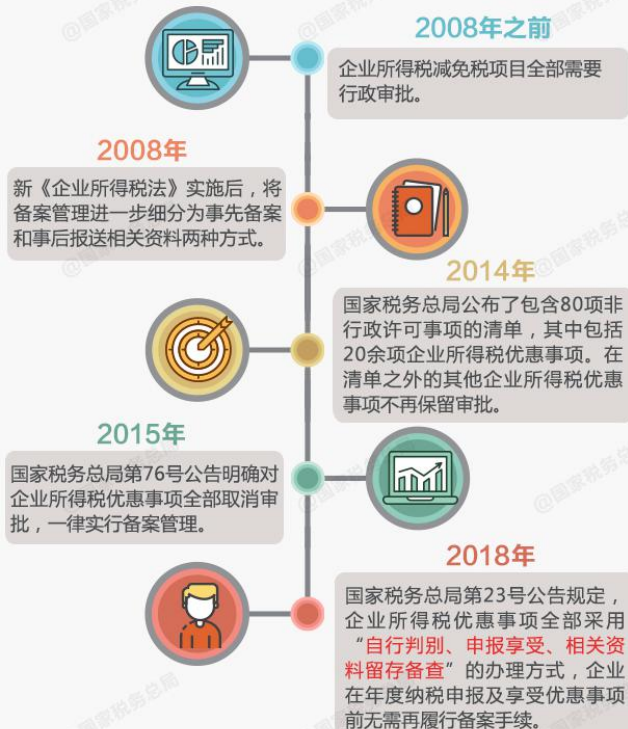 2008年之前
企业所得税减免税项目全部需要
行政审批。
2008年
新《企业所得税法》实施后，将
备案管理进一步细分为事先备案
和事后报送相关资料两种方式。
2014年
国家税务总局公布了包含80项非
行政许可事项的清单，其中包括
20余项企业所得税优惠事项。在
清单之外的其他企业所得税优惠
事项不再保留审批。
2015年
国家税务总局第76号公告明确对
企业所得税优惠事项全部取消审
批，一律实行备案管理。
2018年
国家税务总局第23号公告规定，
企业所得税优惠事项全部采用
“自行判别、申报享受、相关资
料留存备查”的办理方式，企业
在年度纳税申报及享受优惠事项
前无需再履行备案手续。
@国家税务总局